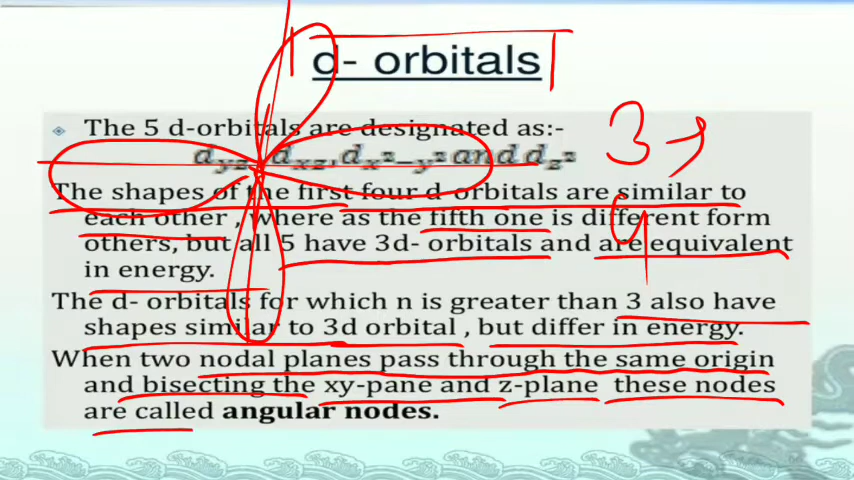 d- orbitals
The 5 d-orbitals are designated as:-
dyz, dxz, dx²−y² and dz²
The shapes of the first four d-orbitals are similar to
each other , where as the fifth one is different form
others, but all 5 have 3d- orbitals and are equivalent
in energy.
The d- orbitals for which n is greater than 3 also have
shapes similar to 3d orbital , but differ in energy.
When two nodal planes pass through the same origin
and bisecting the xy-pane and z-plane these nodes
are called angular nodes.
3